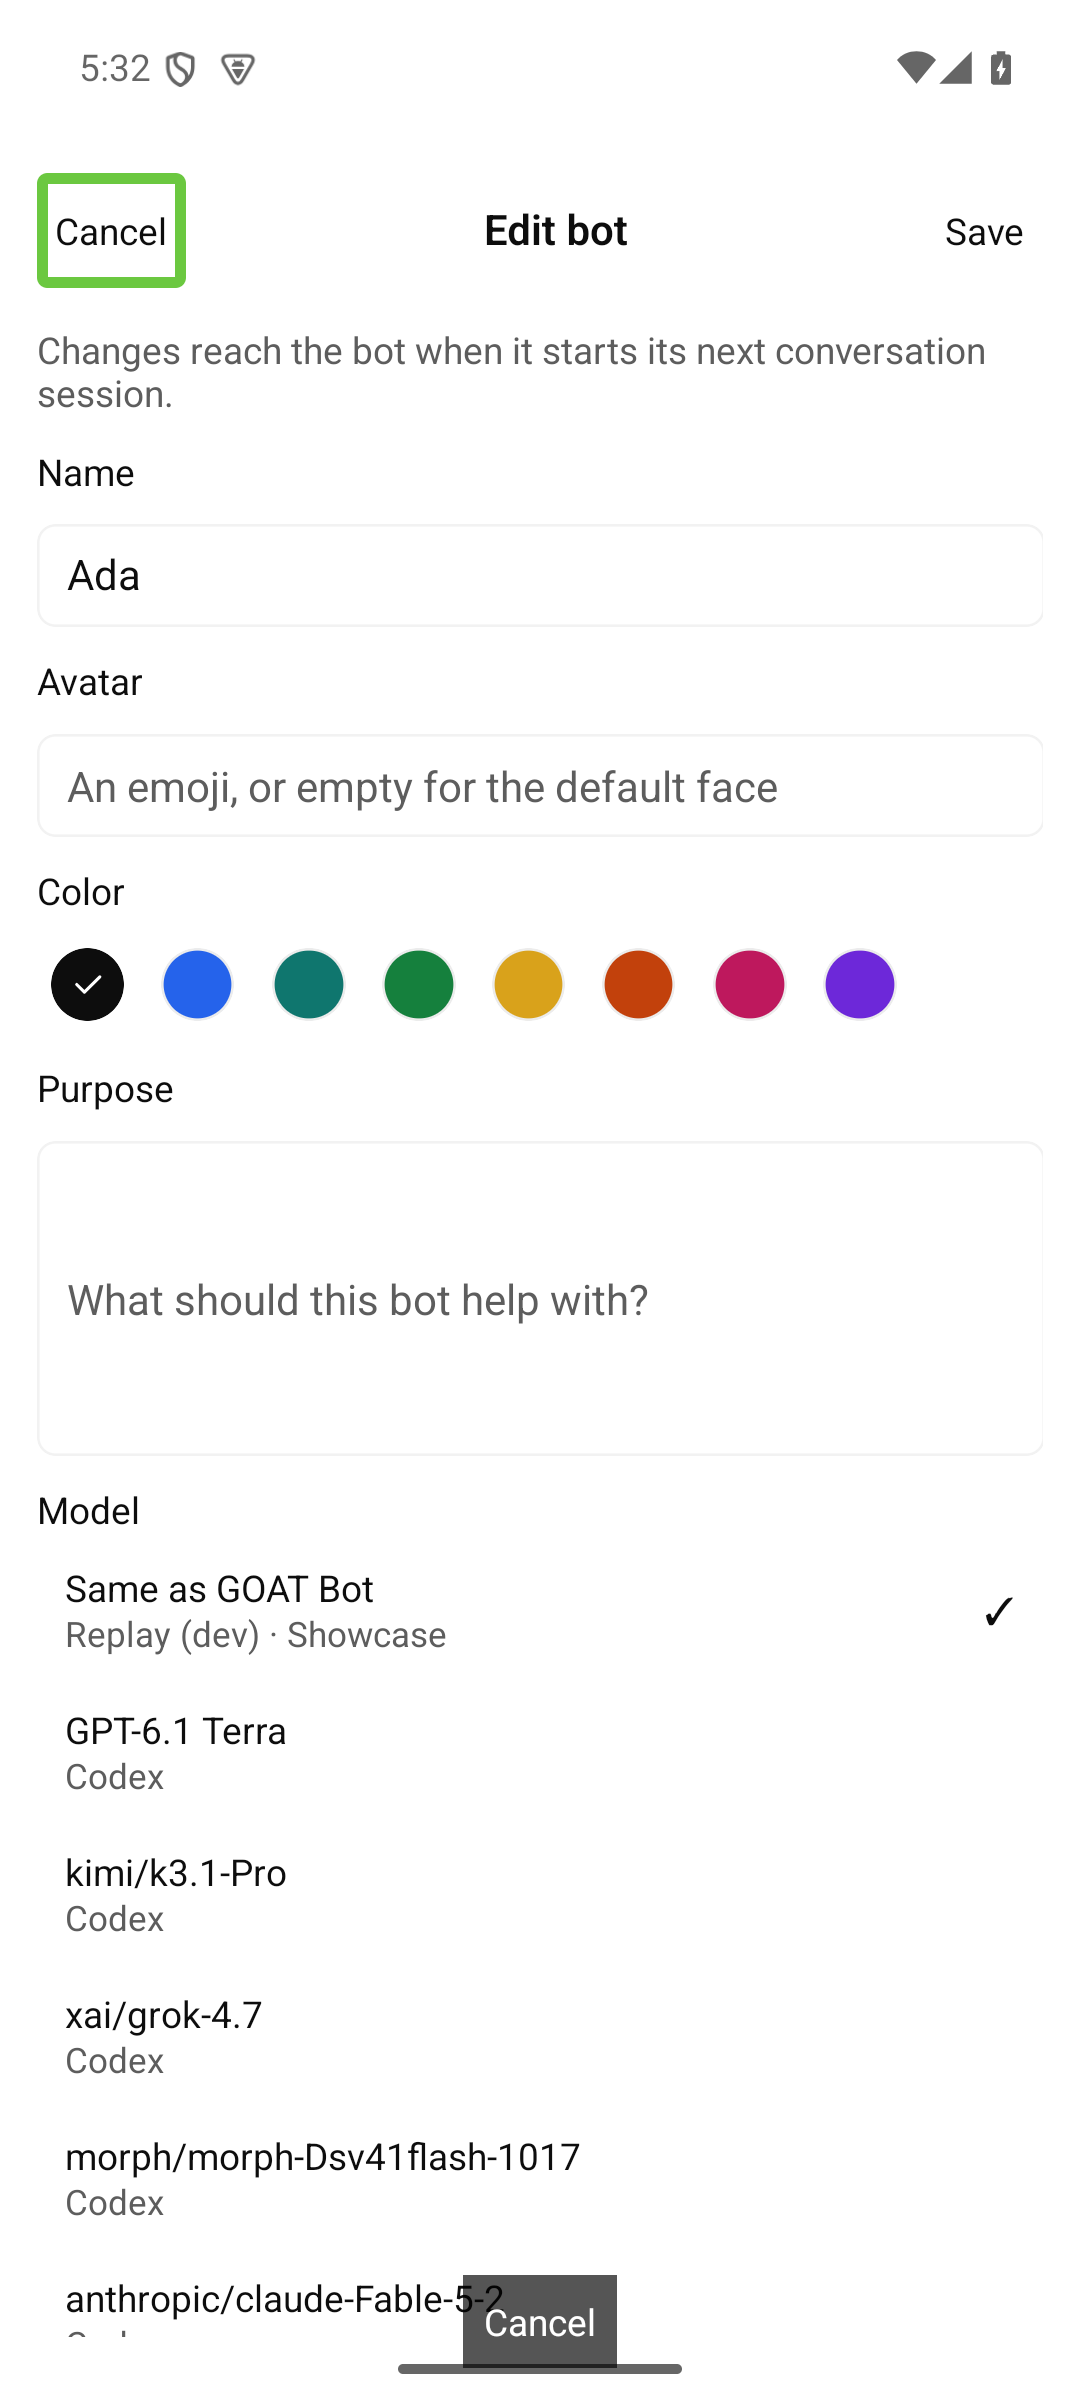 5:32
Cancel
Edit bot
Save
Changes reach the bot when it starts its next conversation
session.
Name
Ada
Avatar
An emoji, or empty for the default face
Color
Purpose
What should this bot help with?
Model
Same as GOAT Bot
Replay (dev) · Showcase
✓
GPT-6.1 Terra
Codex
kimi/k3.1-Pro
Codex
xai/grok-4.7
Codex
morph/morph-Dsv41flash-1017
Codex
anthropic/claude-Fable-5-2
Cancel